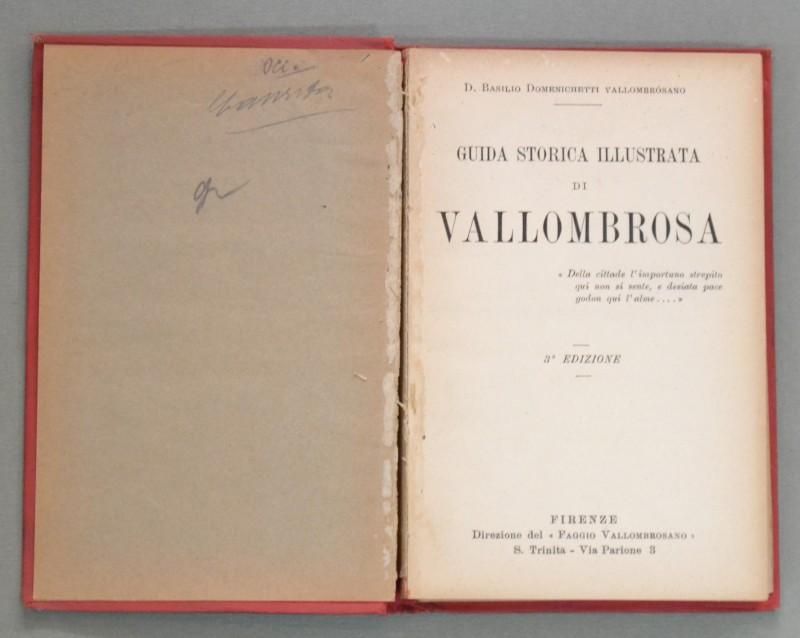 D. Basilio Domenichetti vallombrosano
GUIDA STORICA ILLUSTRATA
DI
VALLOMBROSA
« Della cittade l'importuno strepito
qui non si sente, e desiata pace
godon qui l'alme.... »
3ª EDIZIONE
FIRENZE
Direzione del « Faggio Vallombrosano »
S. Trinita - Via Parione 3